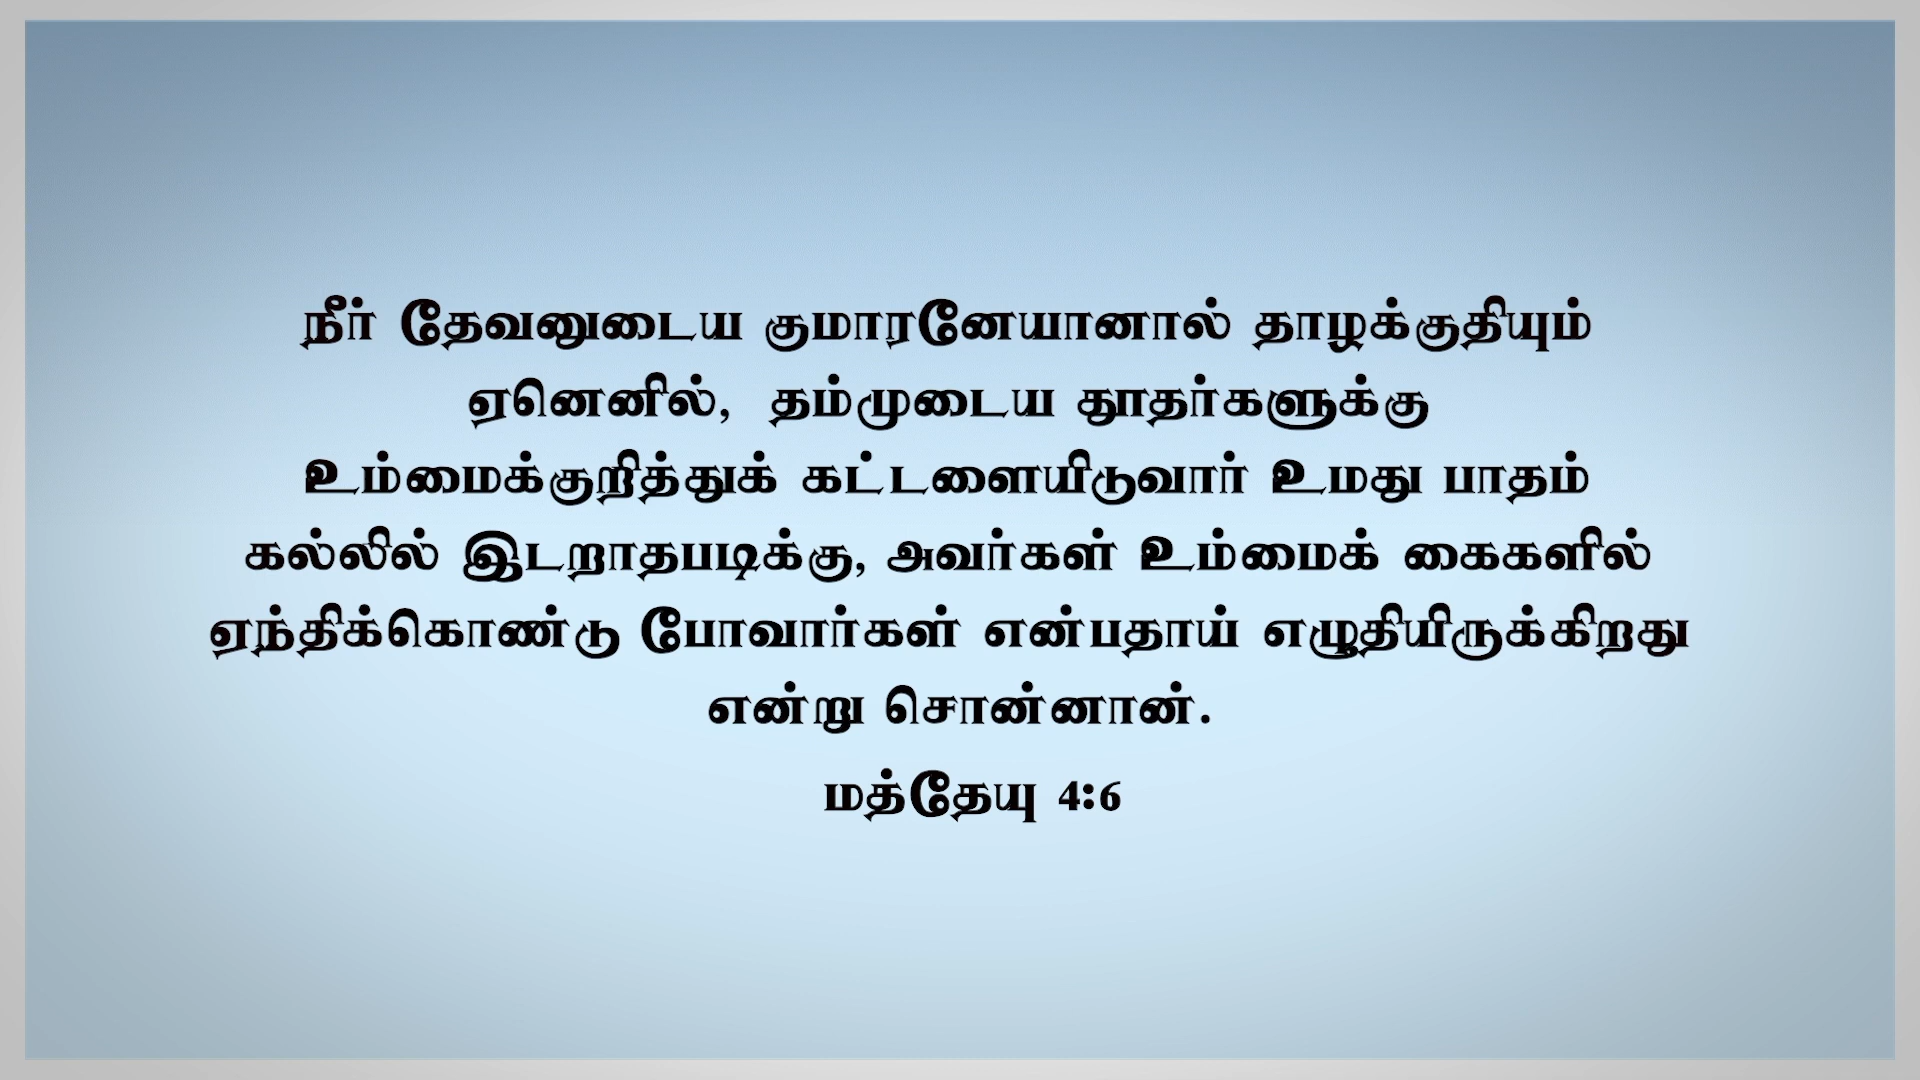 நீர் தேவனுடைய குமாரனேயானால் தாழக்குதியும்
ஏனெனில், தம்முடைய தூதர்களுக்கு
உம்மைக்குறித்துக் கட்டளையிடுவார் உமது பாதம்
கல்லில் இடறாதபடிக்கு, அவர்கள் உம்மைக் கைகளில்
ஏந்திக்கொண்டு போவார்கள் என்பதாய் எழுதியிருக்கிறது
என்று சொன்னான்.
மத்தேயு 4:6